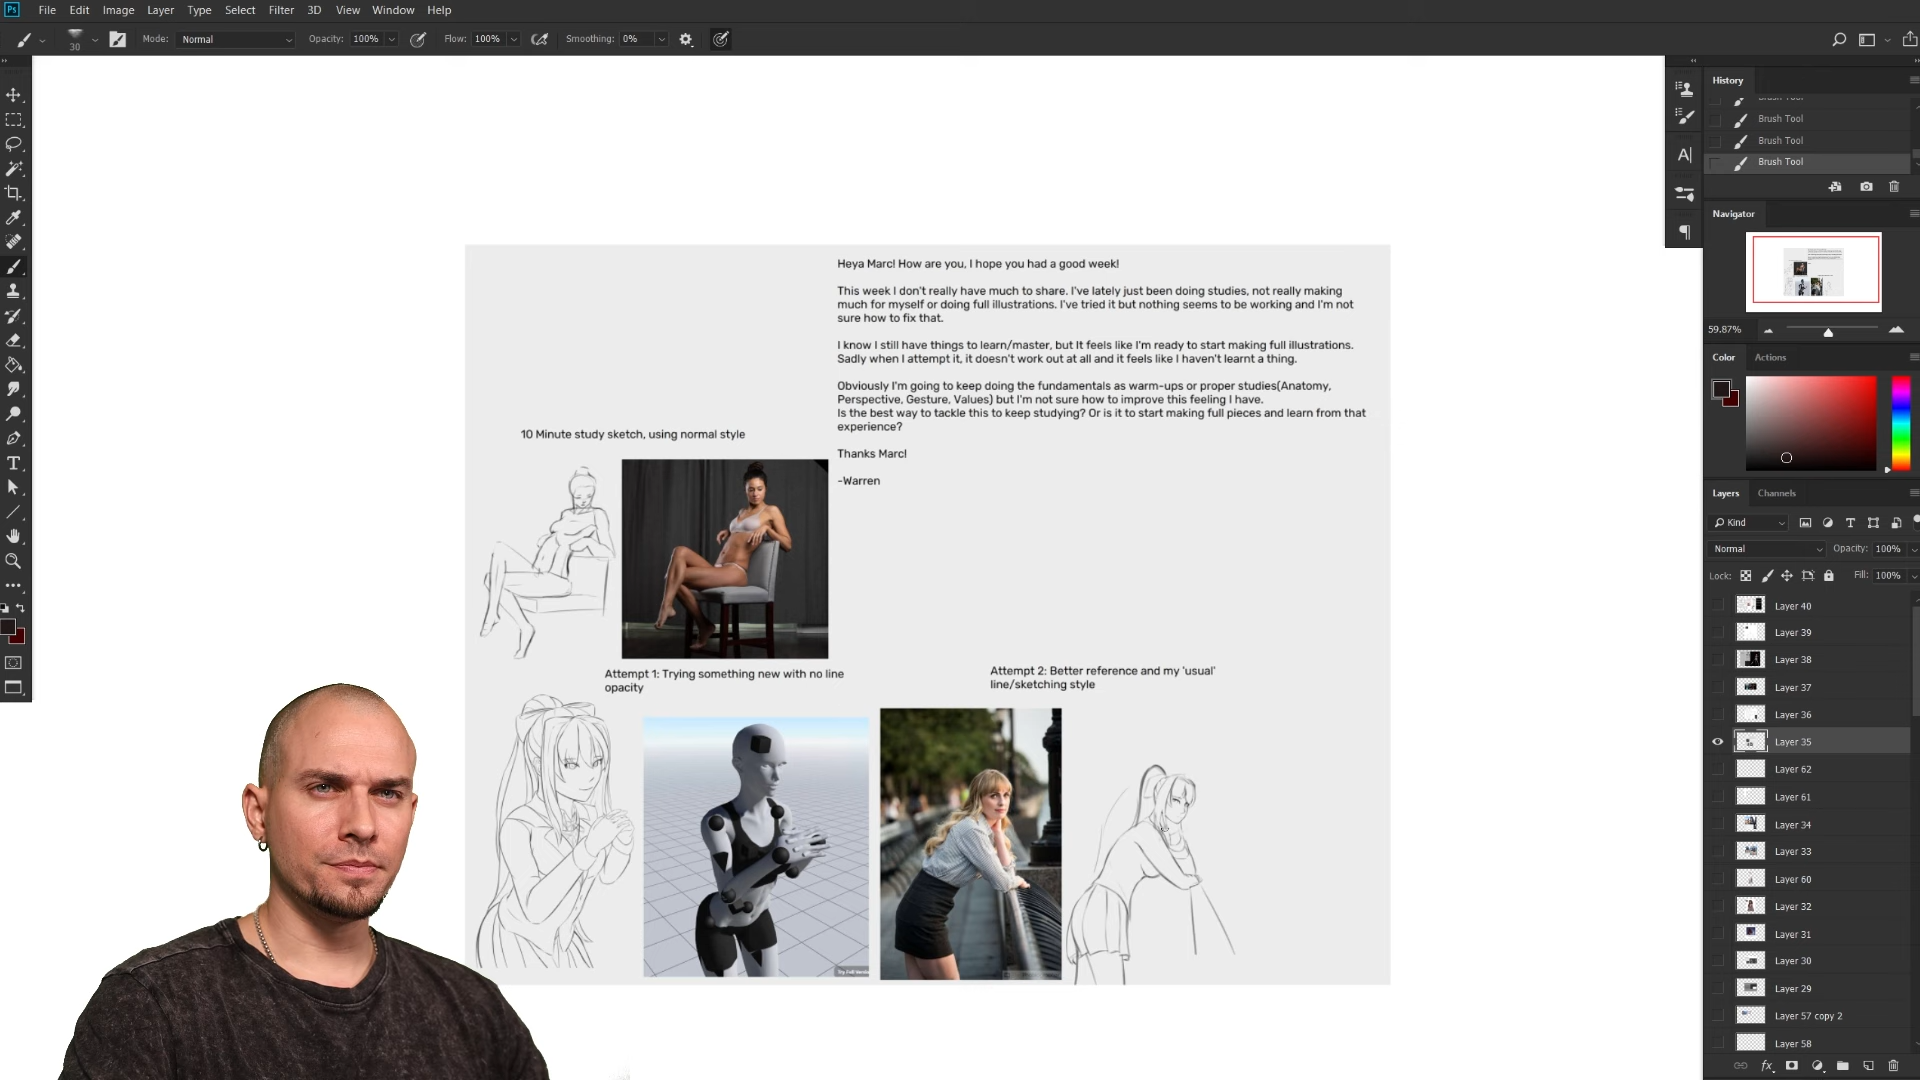 Ps File Edit Image Layer Type Select Filter 3D View Window Help
30 Mode: Normal Opacity: 100% Flow: 100% Smoothing: 0%
History
Brush Tool
Brush Tool
Brush Tool
Brush Tool
Navigator
59.87%
Color Actions
Layers Channels
Kind
Normal Opacity: 100%
Lock: Fill: 100%
Layer 40
Layer 39
Layer 38
Layer 37
Layer 36
Layer 35
Layer 62
Layer 61
Layer 34
Layer 33
Layer 60
Layer 32
Layer 31
Layer 30
Layer 29
Layer 57 copy 2
Layer 58
fx
Heya Marc! How are you, I hope you had a good week!
This week I don't really have much to share. I've lately just been doing studies, not really making
much for myself or doing full illustrations. I've tried it but nothing seems to be working and I'm not
sure how to fix that.
I know I still have things to learn/master, but It feels like I'm ready to start making full illustrations.
Sadly when I attempt it, it doesn't work out at all and it feels like I haven't learnt a thing.
Obviously I'm going to keep doing the fundamentals as warm-ups or proper studies(Anatomy,
Perspective, Gesture, Values) but I'm not sure how to improve this feeling I have.
Is the best way to tackle this to keep studying? Or is it to start making full pieces and learn from that
experience?
Thanks Marc!
-Warren
10 Minute study sketch, using normal style
Attempt 1: Trying something new with no line
opacity
Attempt 2: Better reference and my 'usual'
line/sketching style